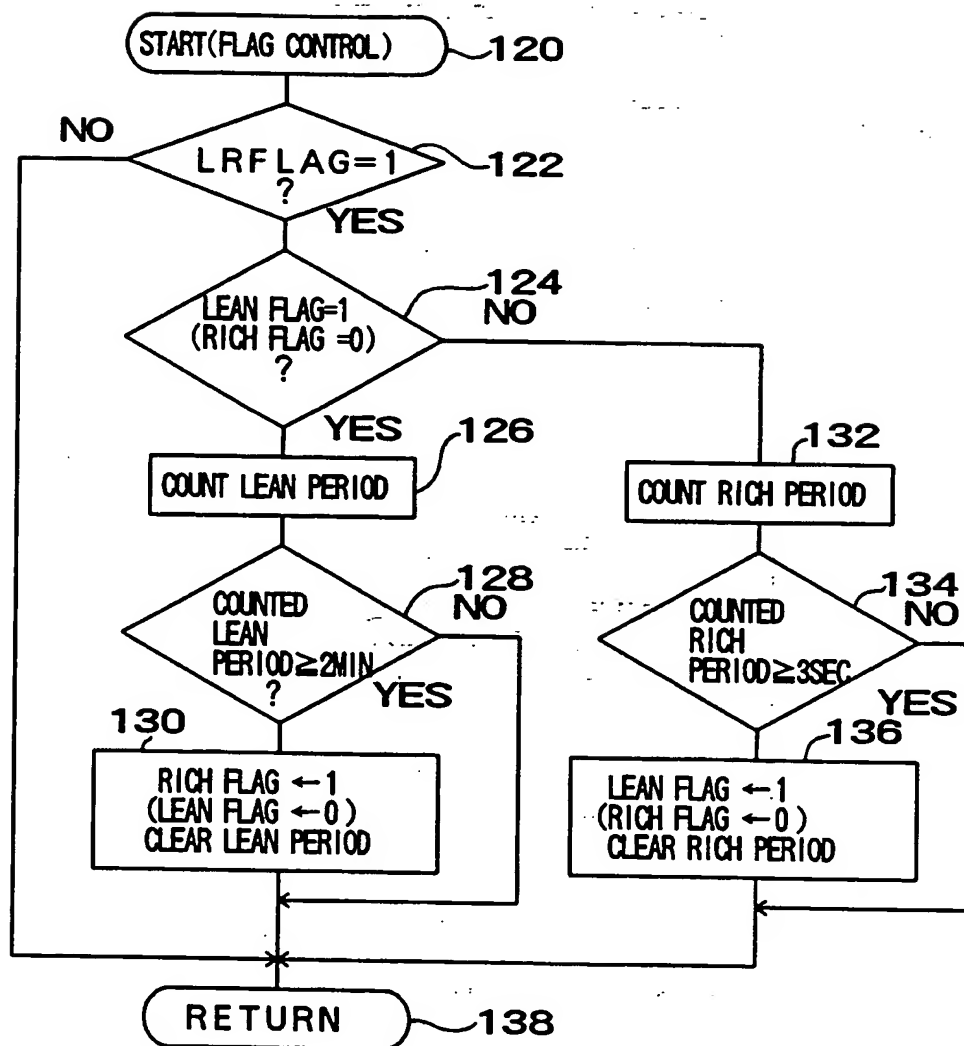 START(FLAG CONTROL)
120
NO
LRFLAG=1
?
122
YES
LEAN FLAG=1
(RICH FLAG =0)
?
124
NO
YES
126
COUNT LEAN PERIOD
132
COUNT RICH PERIOD
COUNTED
LEAN
PERIOD≧2MIN
?
128
NO
YES
COUNTED
RICH
PERIOD≧3SEC
134
NO
YES
130
RICH FLAG ←1
(LEAN FLAG ←0)
CLEAR LEAN PERIOD
136
LEAN FLAG ←1
(RICH FLAG ←0)
CLEAR RICH PERIOD
RETURN
138